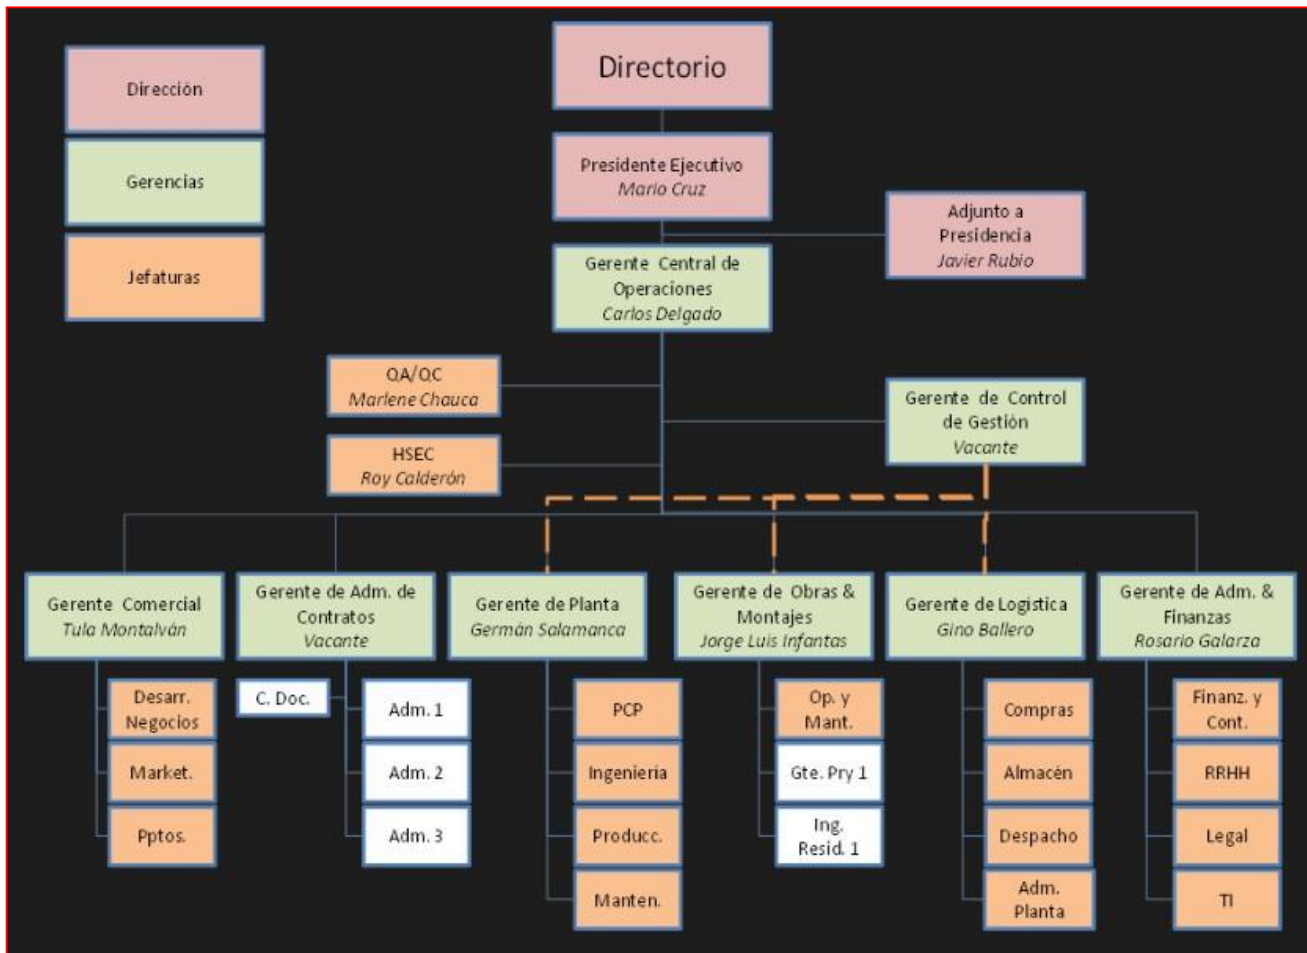 Directorio
Dirección
Presidente Ejecutivo
Mario Cruz
Gerencias
Adjunto a
Presidencia
Javier Rubio
Gerente Central de
Operaciones
Carlos Delgado
Jefaturas
QA/QC
Marlene Chauca
Gerente de Control
de Gestión
Vacante
HSEC
Roy Calderón
Gerente Comercial
Tula Montalván
Gerente de Adm. de
Contratos
Vacante
Gerente de Planta
Germán Salamanca
Gerente de Obras &
Montajes
Jorge Luis Infantas
Gerente de Logística
Gino Ballero
Gerente de Adm. &
Finanzas
Rosario Galarza
Desarr.
Negocios
Market.
Pptos.
C. Doc.
Adm. 1
Adm. 2
Adm. 3
PCP
Ingeniería
Producc.
Manten.
Op. y
Mant.
Gte. Pry 1
Ing.
Resid. 1
Compras
Almacén
Despacho
Adm.
Planta
Finanz. y
Cont.
RRHH
Legal
TI